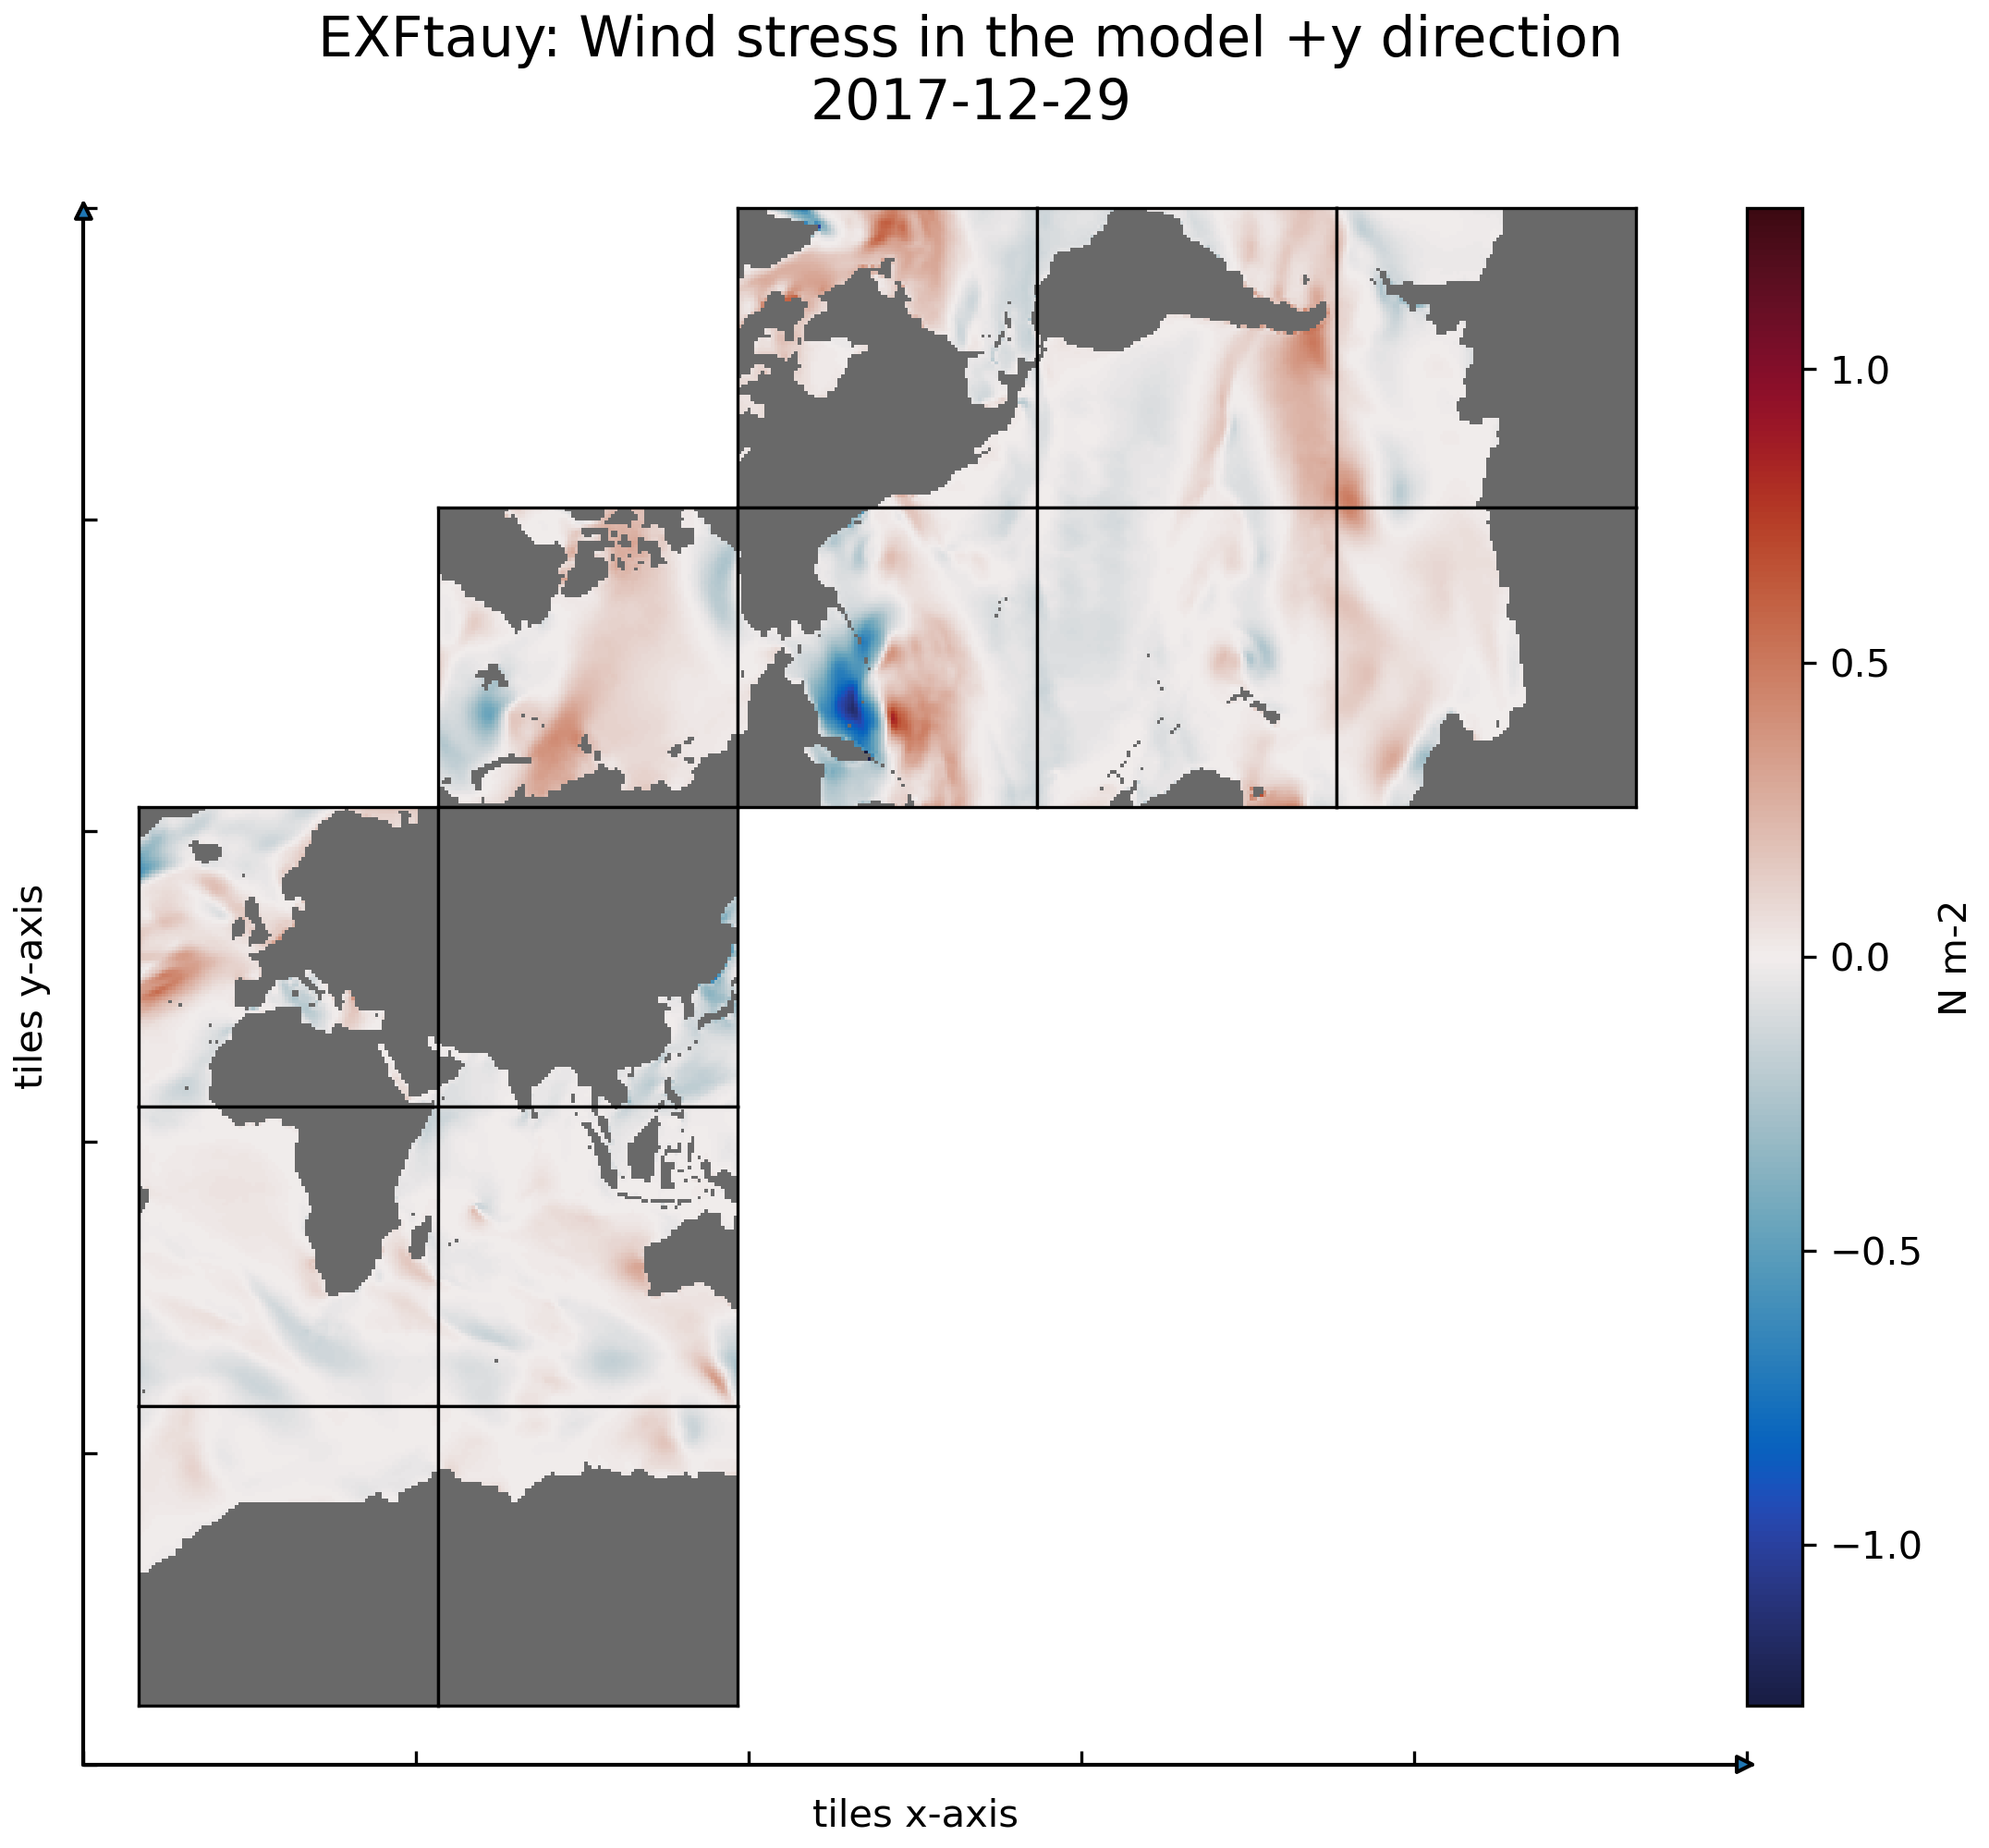 EXFtauy: Wind stress in the model +y direction
2017-12-29
tiles y-axis
tiles x-axis
1.0
0.5
0.0
−0.5
−1.0
N m-2